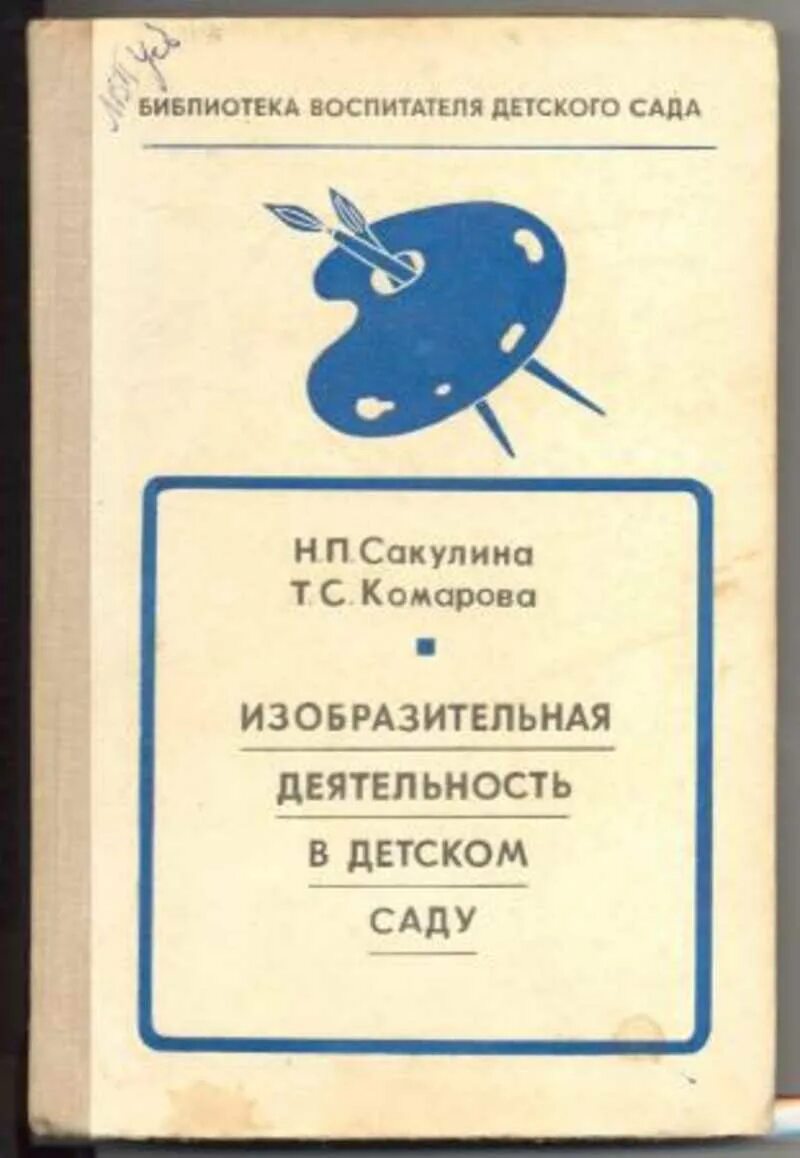 БИБЛИОТЕКА ВОСПИТАТЕЛЯ ДЕТСКОГО САДА
Н.П.Сакулина
Т.С.Комарова
ИЗОБРАЗИТЕЛЬНАЯ
ДЕЯТЕЛЬНОСТЬ
В ДЕТСКОМ
САДУ